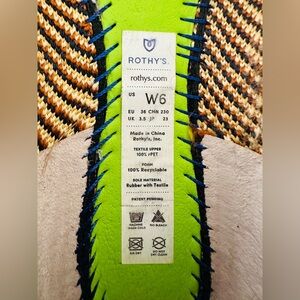 ROTHY'S.
rothys.com
US W6
EU 36 CHN 230
UK 3.5 JP 23
Made in China
Rothy's, Inc.
TEXTILE UPPER
100% rPET
FOAM
100% Recyclable
SOLE MATERIAL
Rubber with Textile
PATENT PENDING
MACHINE WASH COLD
NO BLEACH
AIR DRY
DO NOT DRY CLEAN